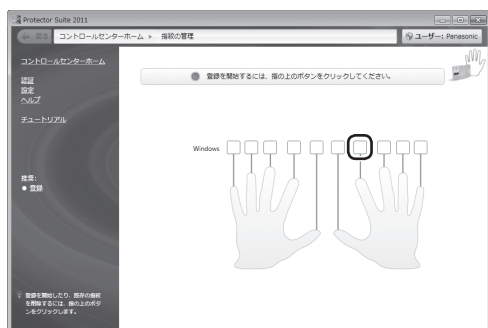 Protector Suite 2011
戻る
コントロールセンターホーム ▶ 指紋の管理
ユーザー: Panasonic
コントロールセンターホーム
認証
設定
ヘルプ
チュートリアル
登録を開始するには、指の上のボタンをクリックしてください。
Windows
推奨:
● 登録
登録を開始したり、既存の指紋
を削除するには、指の上のボタ
ンをクリックします。